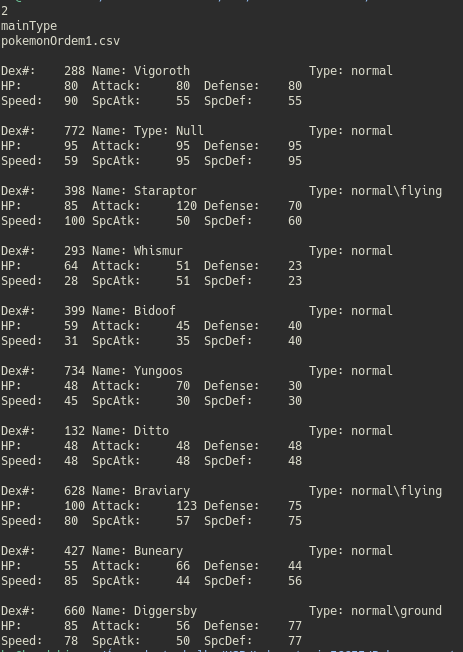 2
mainType
pokemonOrdem1.csv
Dex#: 288 Name: Vigoroth Type: normal
HP: 80 Attack: 80 Defense: 80
Speed: 90 SpcAtk: 55 SpcDef: 55
Dex#: 772 Name: Type: Null Type: normal
HP: 95 Attack: 95 Defense: 95
Speed: 59 SpcAtk: 95 SpcDef: 95
Dex#: 398 Name: Staraptor Type: normal\flying
HP: 85 Attack: 120 Defense: 70
Speed: 100 SpcAtk: 50 SpcDef: 60
Dex#: 293 Name: Whismur Type: normal
HP: 64 Attack: 51 Defense: 23
Speed: 28 SpcAtk: 51 SpcDef: 23
Dex#: 399 Name: Bidoof Type: normal
HP: 59 Attack: 45 Defense: 40
Speed: 31 SpcAtk: 35 SpcDef: 40
Dex#: 734 Name: Yungoos Type: normal
HP: 48 Attack: 70 Defense: 30
Speed: 45 SpcAtk: 30 SpcDef: 30
Dex#: 132 Name: Ditto Type: normal
HP: 48 Attack: 48 Defense: 48
Speed: 48 SpcAtk: 48 SpcDef: 48
Dex#: 628 Name: Braviary Type: normal\flying
HP: 100 Attack: 123 Defense: 75
Speed: 80 SpcAtk: 57 SpcDef: 75
Dex#: 427 Name: Buneary Type: normal
HP: 55 Attack: 66 Defense: 44
Speed: 85 SpcAtk: 44 SpcDef: 56
Dex#: 660 Name: Diggersby Type: normal\ground
HP: 85 Attack: 56 Defense: 77
Speed: 78 SpcAtk: 50 SpcDef: 77